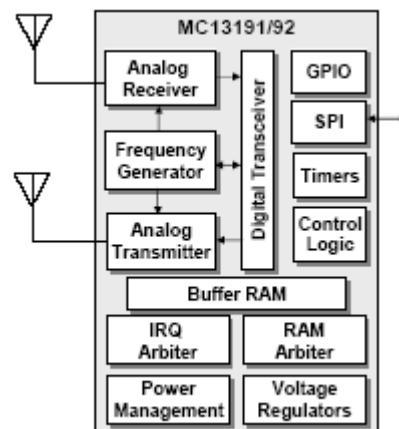 MC13191/92
Analog
Receiver
Frequency
Generator
Analog
Transmitter
Digital Transceiver
GPIO
SPI
Timers
Control
Logic
Buffer RAM
IRQ
Arbiter
RAM
Arbiter
Power
Management
Voltage
Regulators